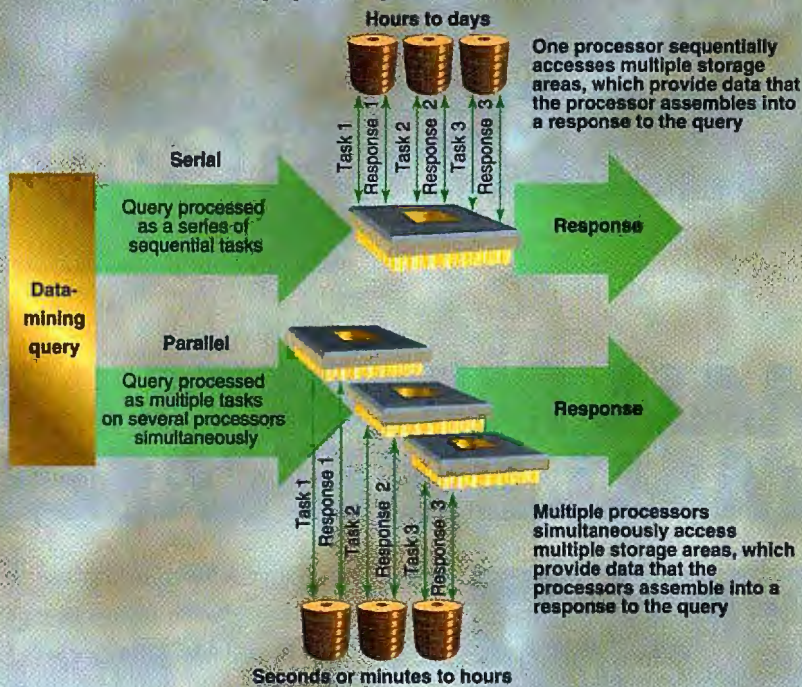 Hours to days
One processor sequentially
accesses multiple storage
areas, which provide data that
the processor assembles into
a response to the query
Task 1
Response 1
Task 2
Response 2
Task 3
Response 3
Serial
Query processed
as a series of
sequential tasks
Response
Data-
mining
query
Parallel
Query processed
as multiple tasks
on several processors
simultaneously
Response
Task 1
Response 1
Task 2
Response 2
Task 3
Response 3
Multiple processors
simultaneously access
multiple storage areas, which
provide data that the
processors assemble into a
response to the query
Seconds or minutes to hours